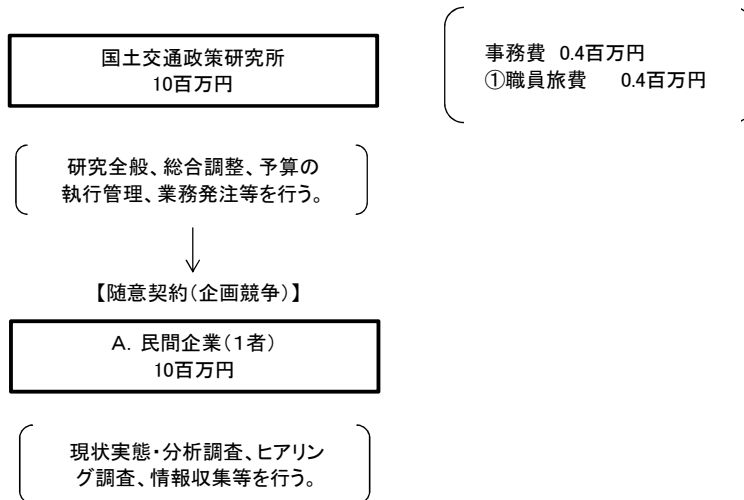 国土交通政策研究所
10百万円
事務費 0.4百万円
①職員旅費 0.4百万円
研究全般、総合調整、予算の
執行管理、業務発注等を行う。
【随意契約(企画競争)】
A. 民間企業(1者)
10百万円
現状実態・分析調査、ヒアリン
グ調査、情報収集等を行う。